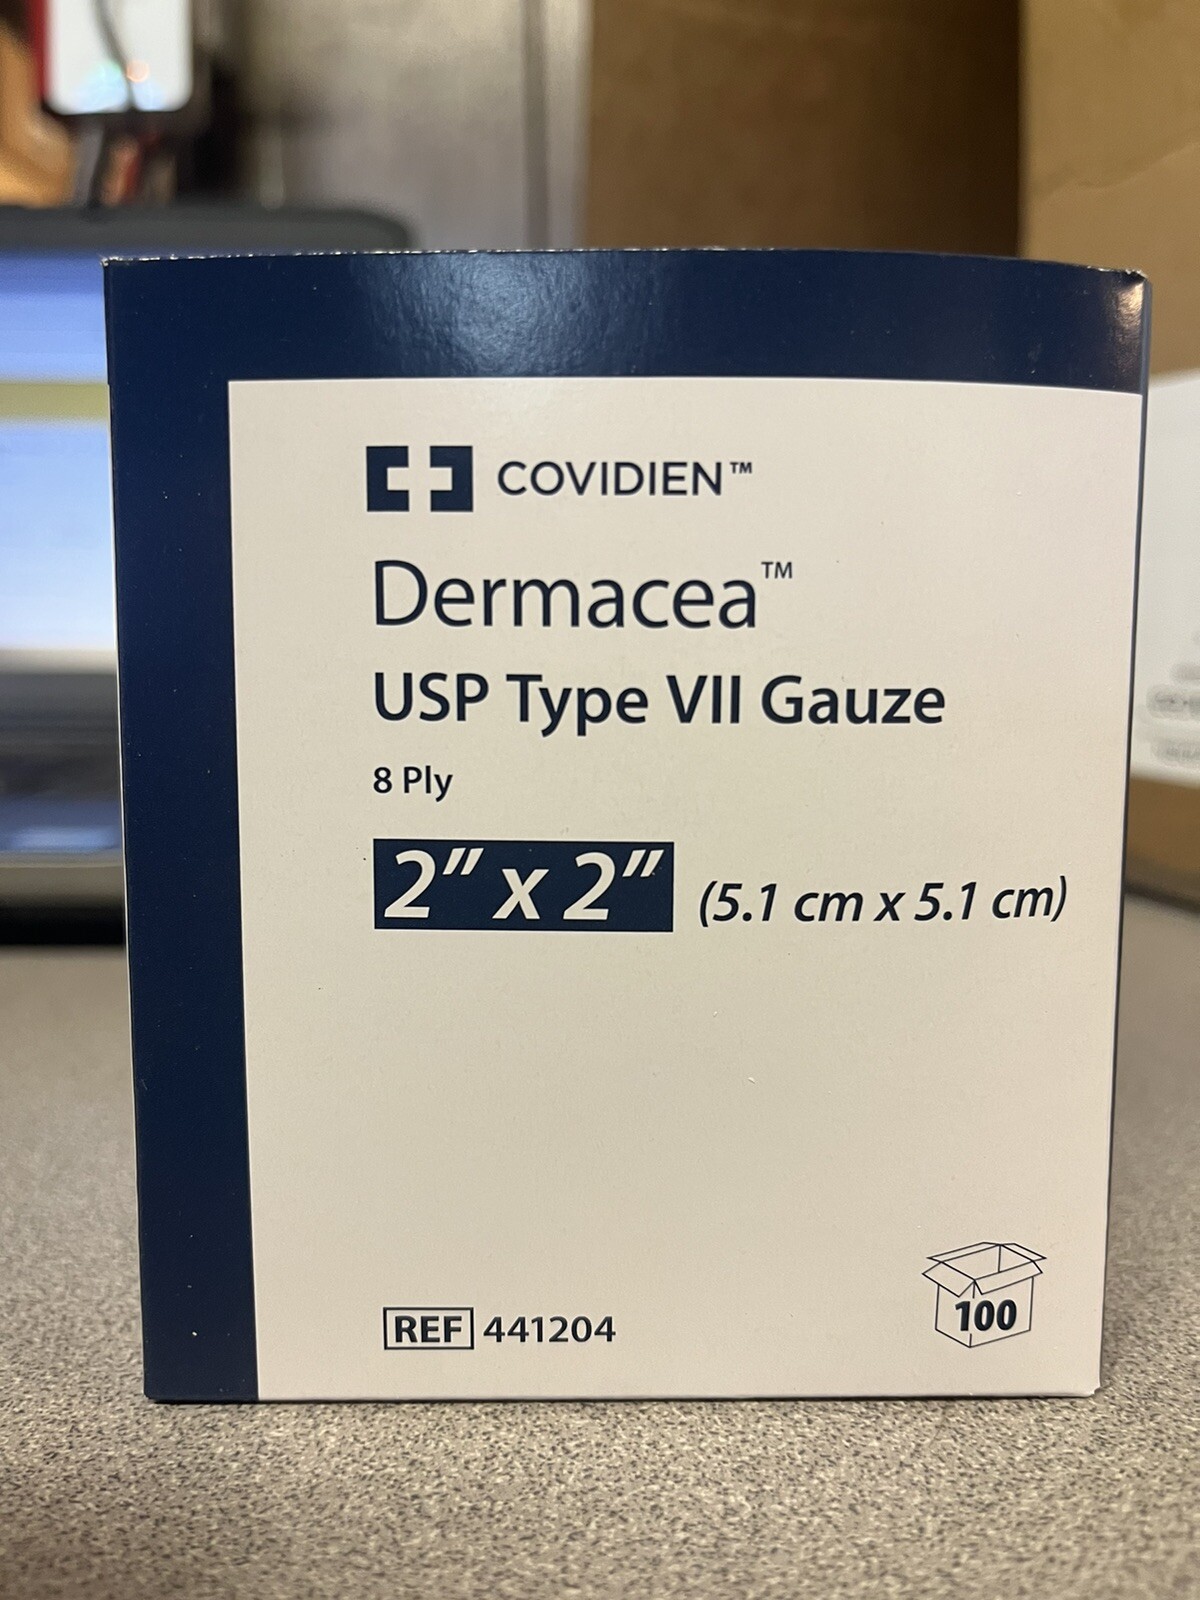 COVIDIEN™
Dermacea™
USP Type VII Gauze
8 Ply
2" x 2" (5.1 cm x 5.1 cm)
REF 441204
100